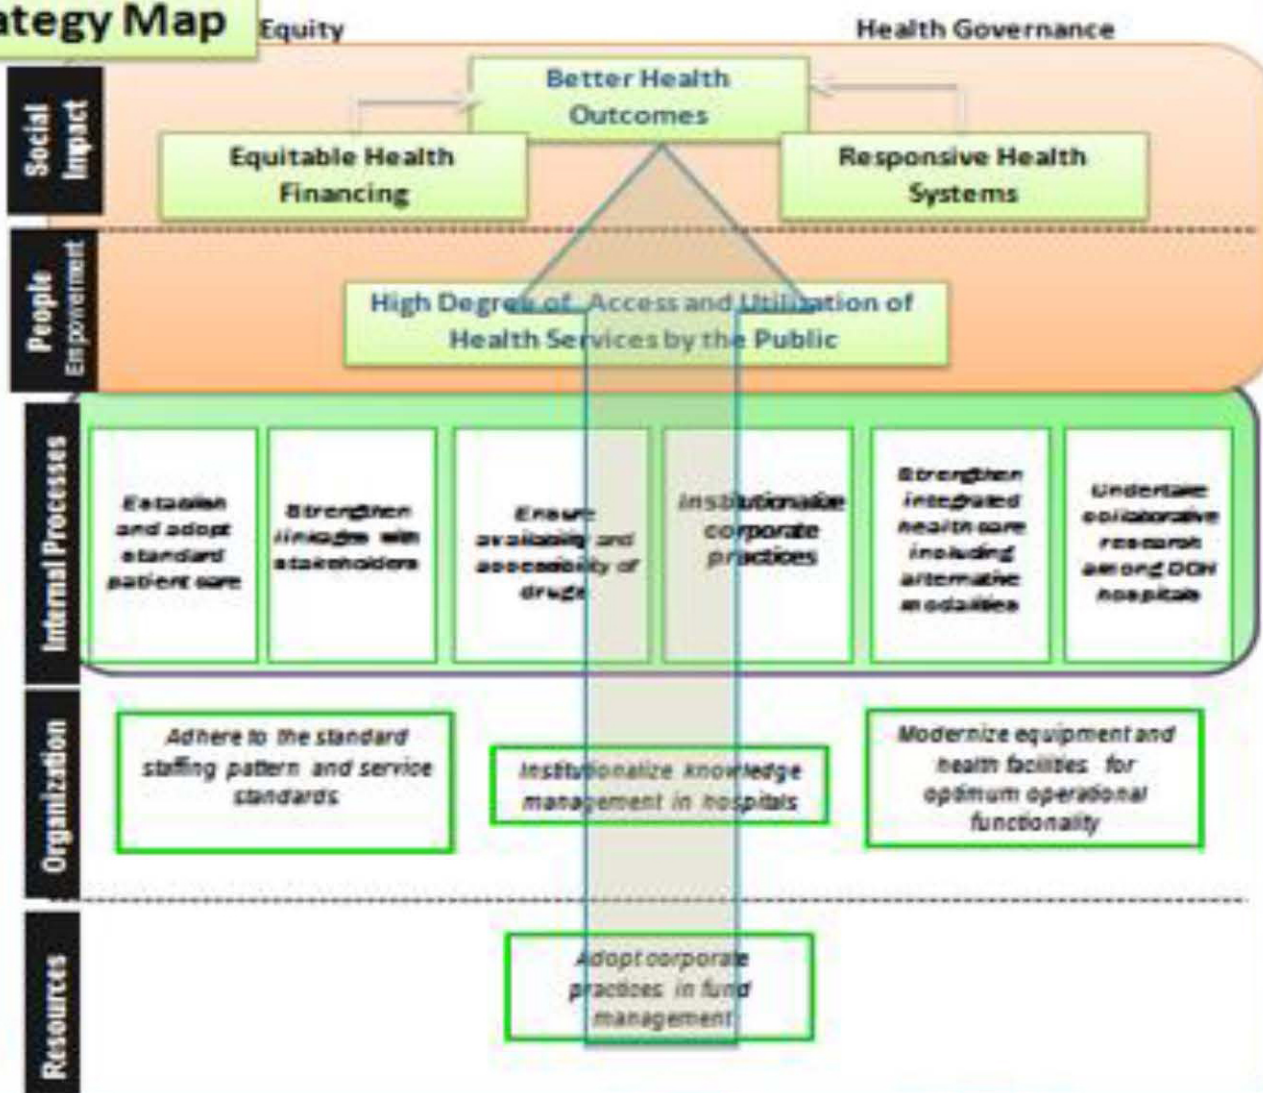 ategy Map
Equity
Health Governance
Social
Impact
Better Health
Outcomes
Equitable Health
Financing
Responsive Health
Systems
People
Empowerment
High Degree of Access and Utilization of
Health Services by the Public
Internal Processes
Establish
and adopt
standard
patient care
Strengthen
linkages with
stakeholders
Ensure
availability and
accessibility of
drugs
Institutionalize
corporate
practices
Strengthen
integrated
health care
including
alternative
modalities
Undertake
collaborative
research
among DOH
hospitals
Organization
Adhere to the standard
staffing pattern and service
standards
Institutionalize knowledge
management in hospitals
Modernize equipment and
health facilities for
optimum operational
functionality
Resources
Adopt corporate
practices in fund
management